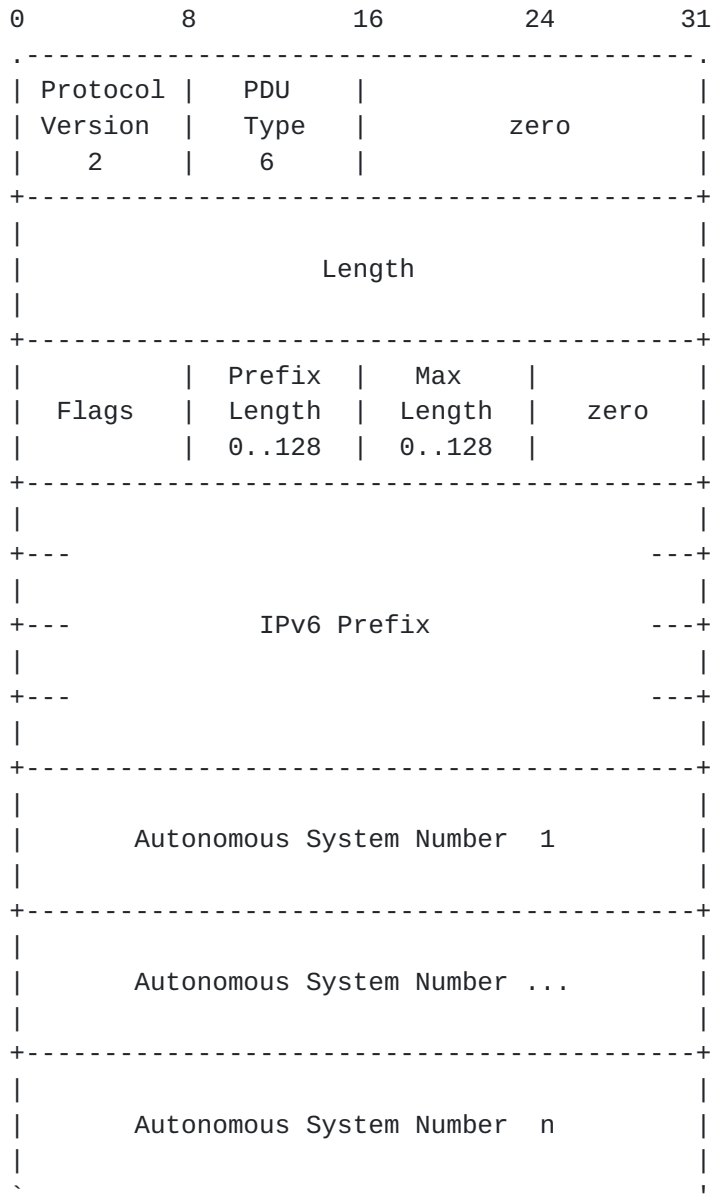 0          8          16         24        31
.-------------------------------------------.
| Protocol |   PDU    |                     |
| Version  |   Type   |         zero        |
|    2     |    6     |                     |
+-------------------------------------------+
|                                           |
|                   Length                  |
|                                           |
+-------------------------------------------+
|          |  Prefix  |   Max    |          |
|  Flags   |  Length  |  Length  |   zero   |
|          |  0..128  |  0..128  |          |
+-------------------------------------------+
|                                           |
+---                                     ---+
|                                           |
+---            IPv6 Prefix              ---+
|                                           |
+---                                     ---+
|                                           |
+-------------------------------------------+
|                                           |
|       Autonomous System Number  1         |
|                                           |
+-------------------------------------------+
|                                           |
|       Autonomous System Number ...        |
|                                           |
+-------------------------------------------+
|                                           |
|       Autonomous System Number  n         |
|                                           |
`                                           '